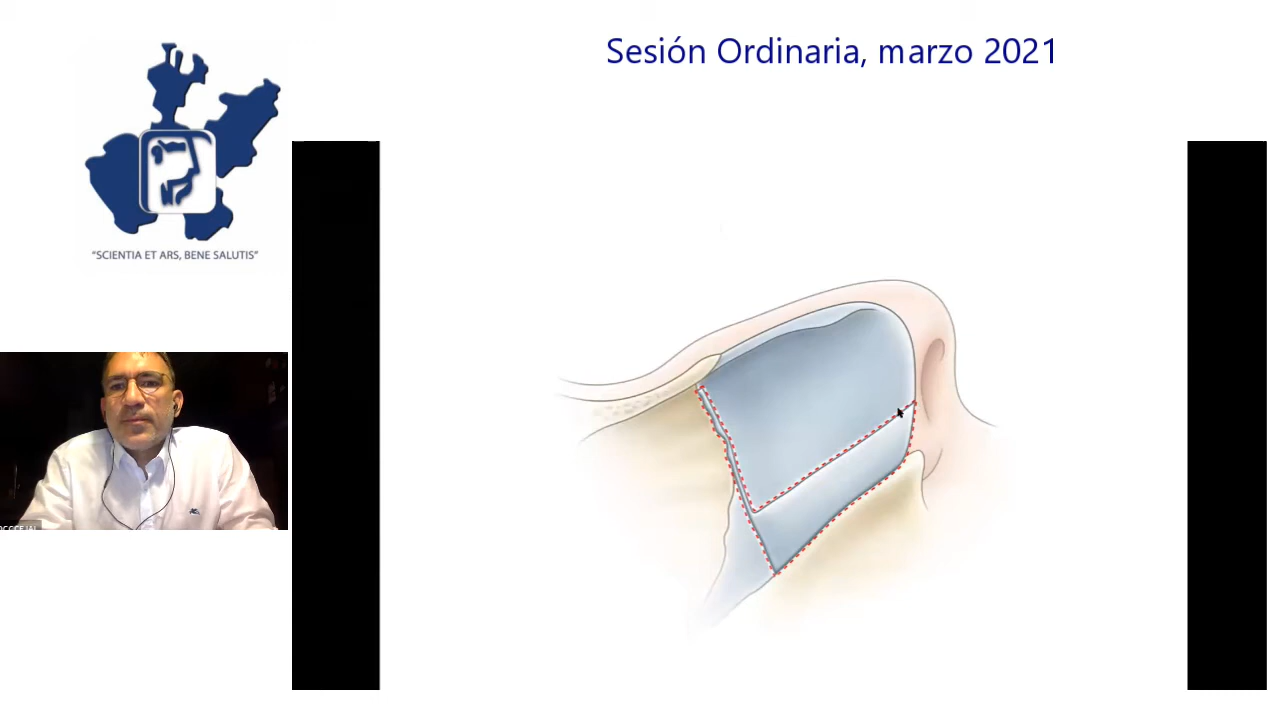 Sesión Ordinaria, marzo 2021
“SCIENTIA ET ARS, BENE SALUTIS”